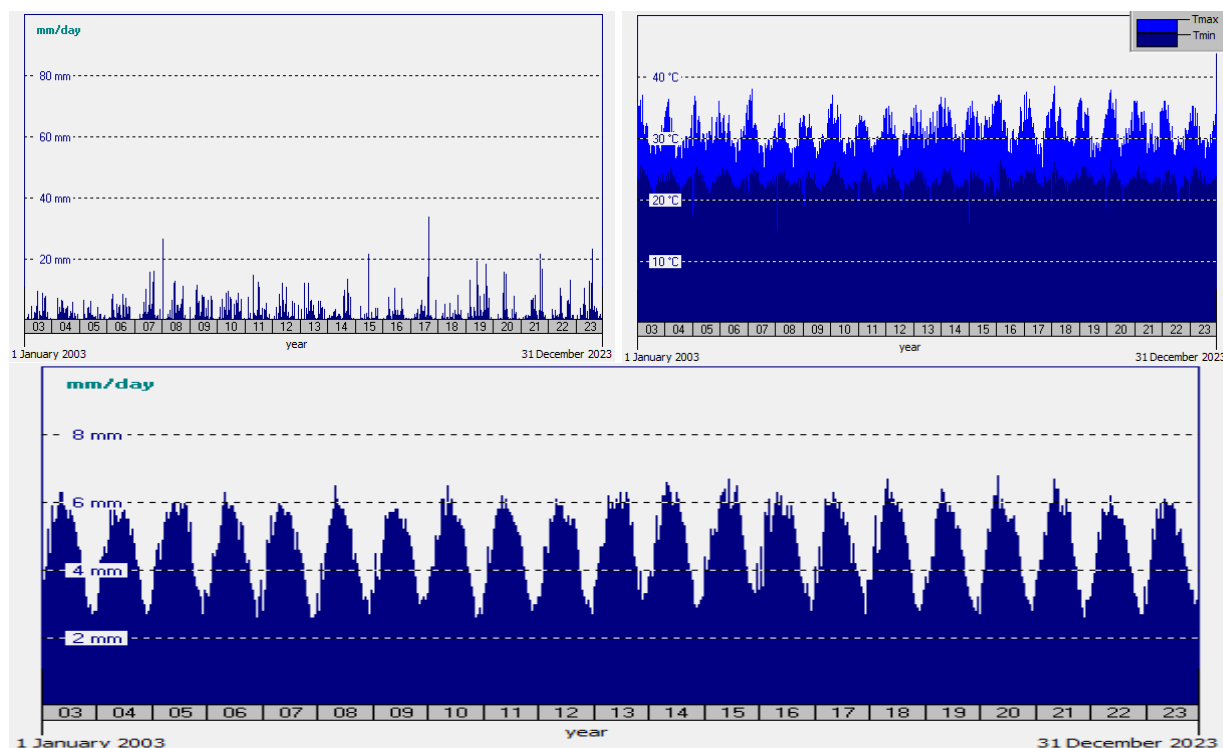 mm/day
80 mm
60 mm
40 mm
20 mm
03 04 05 06 07 08 09 10 11 12 13 14 15 16 17 18 19 20 21 22 23
year
1 January 2003 31 December 2023
Tmax
Tmin
40 °C
30 °C
20 °C
10 °C
03 04 05 06 07 08 09 10 11 12 13 14 15 16 17 18 19 20 21 22 23
year
1 January 2003 31 December 2023
mm/day
8 mm
6 mm
4 mm
2 mm
03 04 05 06 07 08 09 10 11 12 13 14 15 16 17 18 19 20 21 22 23
year
1 January 2003 31 December 2023